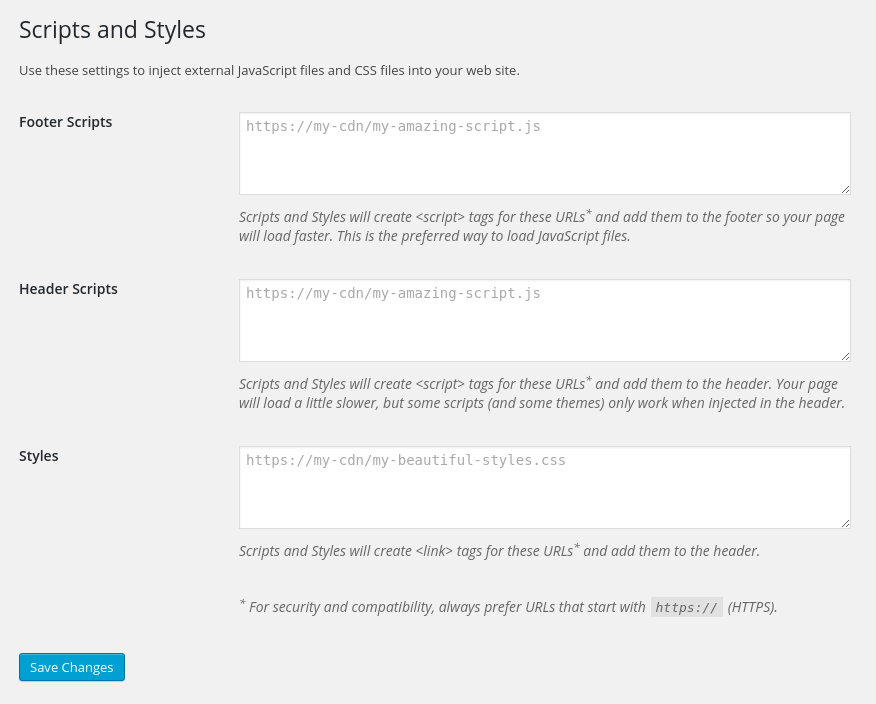 Scripts and Styles
Use these settings to inject external JavaScript files and CSS files into your web site.
Footer Scripts
https://my-cdn/my-amazing-script.js
Scripts and Styles will create <script> tags for these URLs* and add them to the footer so your page
will load faster. This is the preferred way to load JavaScript files.
Header Scripts
https://my-cdn/my-amazing-script.js
Scripts and Styles will create <script> tags for these URLs* and add them to the header. Your page
will load a little slower, but some scripts (and some themes) only work when injected in the header.
Styles
https://my-cdn/my-beautiful-styles.css
Scripts and Styles will create <link> tags for these URLs* and add them to the header.
* For security and compatibility, always prefer URLs that start with https:// (HTTPS).
Save Changes